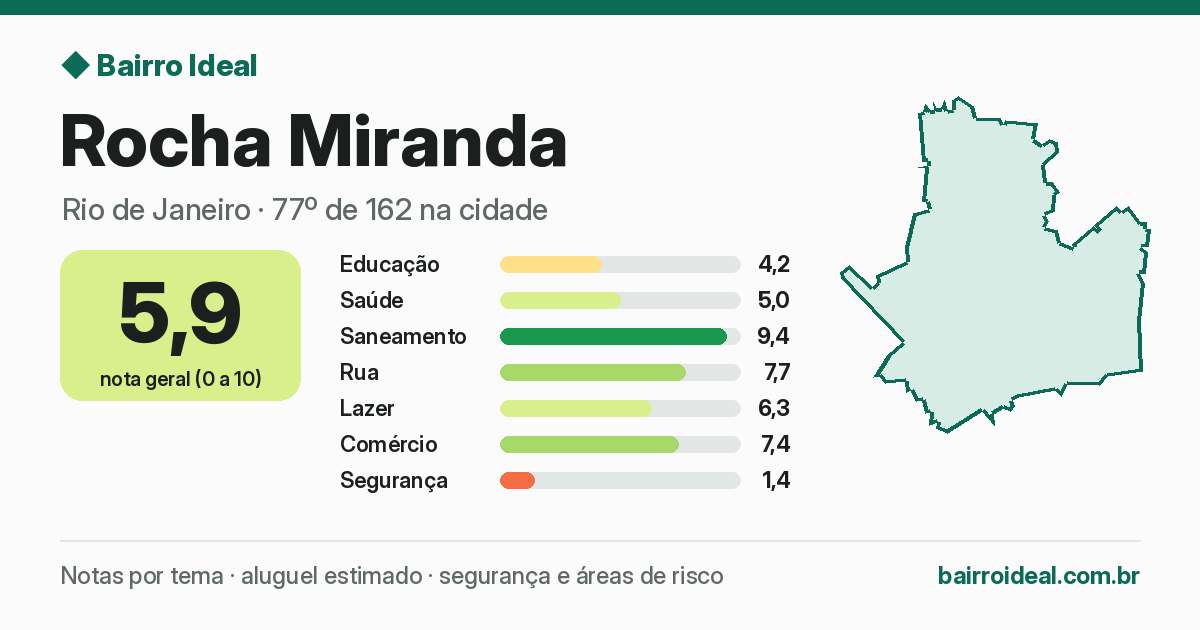 Bairro Ideal
Rocha Miranda
Rio de Janeiro · 77º de 162 na cidade
5,9
nota geral (0 a 10)
Educação 4,2
Saúde 5,0
Saneamento 9,4
Rua 7,7
Lazer 6,3
Comércio 7,4
Segurança 1,4
Notas por tema · aluguel estimado · segurança e áreas de risco
bairroideal.com.br